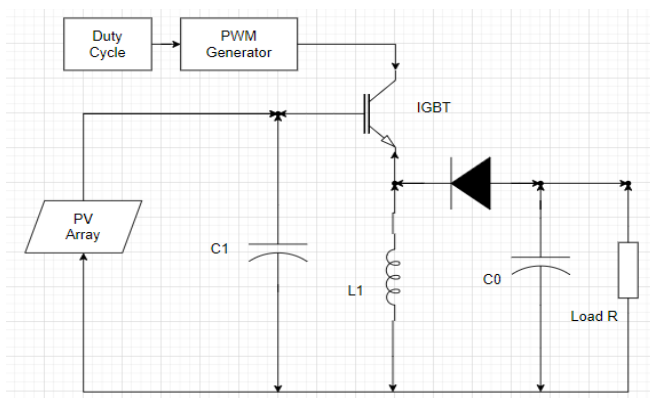 Duty
Cycle
PWM
Generator
IGBT
PV
Array
C1
L1
C0
Load R